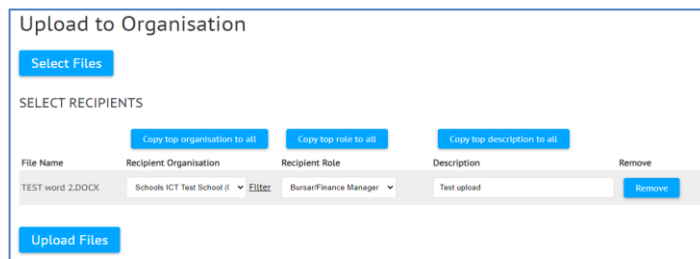 Upload to Organisation
Select Files
SELECT RECIPIENTS
Copy top organisation to all Copy top role to all Copy top description to all
File Name Recipient Organisation Recipient Role Description Remove
TEST word 2.DOCX Schools ICT Test School ( Filter Bursar/Finance Manager Test upload Remove
Upload Files